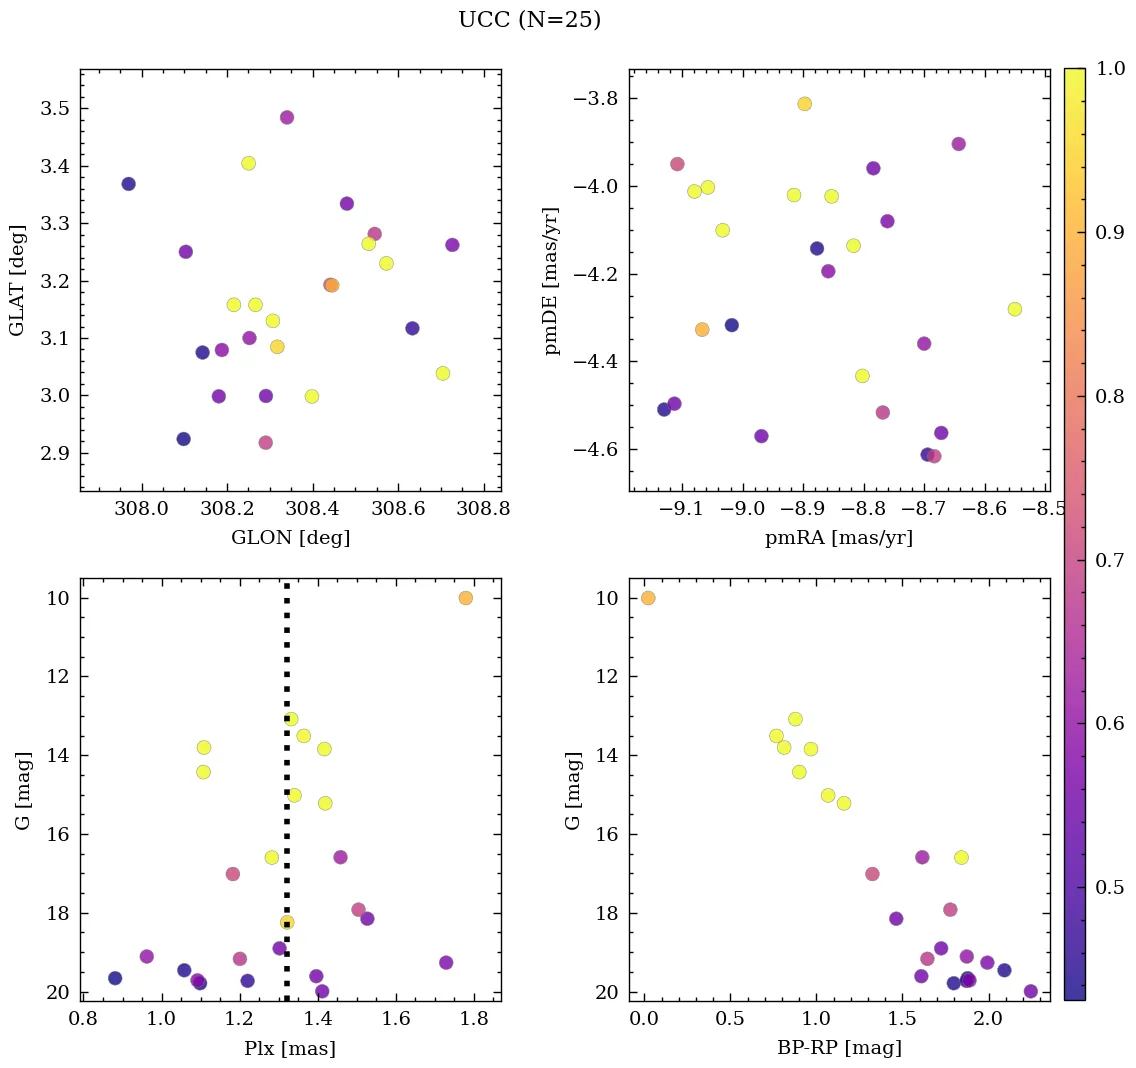 UCC (N=25)
3.5
3.4
3.3
3.2
3.1
3.0
2.9
GLAT [deg]
308.0 308.2 308.4 308.6 308.8
GLON [deg]
−3.8
−4.0
−4.2
−4.4
−4.6
pmDE [mas/yr]
−9.1 −9.0 −8.9 −8.8 −8.7 −8.6 −8.5
pmRA [mas/yr]
10
12
14
16
18
20
G [mag]
0.8 1.0 1.2 1.4 1.6 1.8
Plx [mas]
10
12
14
16
18
20
G [mag]
0.0 0.5 1.0 1.5 2.0
BP-RP [mag]
1.0
0.9
0.8
0.7
0.6
0.5